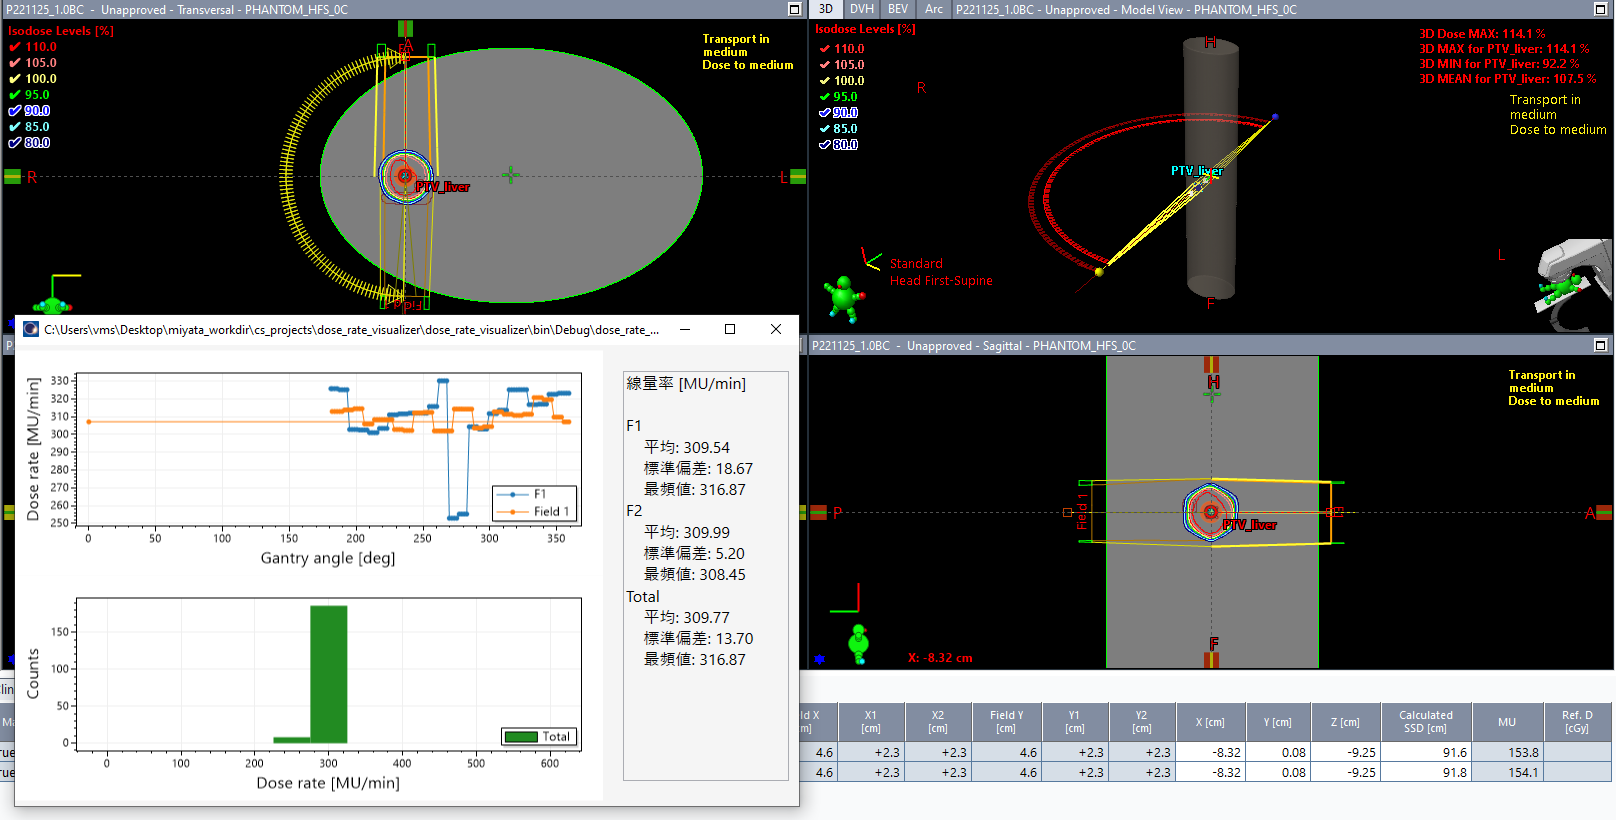 P221125_1.0BC - Unapproved - Transversal - PHANTOM_HFS_0C
Isodose Levels [%]
110.0
105.0
100.0
95.0
90.0
85.0
80.0
Transport in
medium
Dose to medium
A
R
L
PTV_liver
3D
DVH
BEV
Arc
P221125_1.0BC - Unapproved - Model View - PHANTOM_HFS_0C
Isodose Levels [%]
110.0
105.0
100.0
95.0
90.0
85.0
80.0
3D Dose MAX: 114.1 %
3D MAX for PTV_liver: 114.1 %
3D MIN for PTV_liver: 92.2 %
3D MEAN for PTV_liver: 107.5 %
Transport in
medium
Dose to medium
H
R
PTV_liver
L
F
Standard
Head First-Supine
C:\Users\vms\Desktop\miyata_workdir\cs_projects\dose_rate_visualizer\dose_rate_visualizer\bin\Debug\dose_rate_...
330
320
310
300
290
280
270
260
250
Dose rate [MU/min]
0
50
100
150
200
250
300
350
Gantry angle [deg]
F1
Field 1
150
100
50
0
Counts
0
100
200
300
400
500
600
Dose rate [MU/min]
Total
線量率 [MU/min]
F1
平均: 309.54
標準偏差: 18.67
最頻値: 316.87
F2
平均: 309.99
標準偏差: 5.20
最頻値: 308.45
Total
平均: 309.77
標準偏差: 13.70
最頻値: 316.87
P221125_1.0BC - Unapproved - Sagittal - PHANTOM_HFS_0C
Transport in
medium
Dose to medium
H
P
A
Field 1
PTV_liver
F
X: -8.32 cm
X1 [cm]
X2 [cm]
Field Y [cm]
Y1 [cm]
Y2 [cm]
X [cm]
Y [cm]
Z [cm]
Calculated SSD [cm]
MU
Ref. D [cGy]
4.6 +2.3 +2.3 4.6 +2.3 +2.3 -8.32 0.08 -9.25 91.6 153.8
4.6 +2.3 +2.3 4.6 +2.3 +2.3 -8.32 0.08 -9.25 91.8 154.1